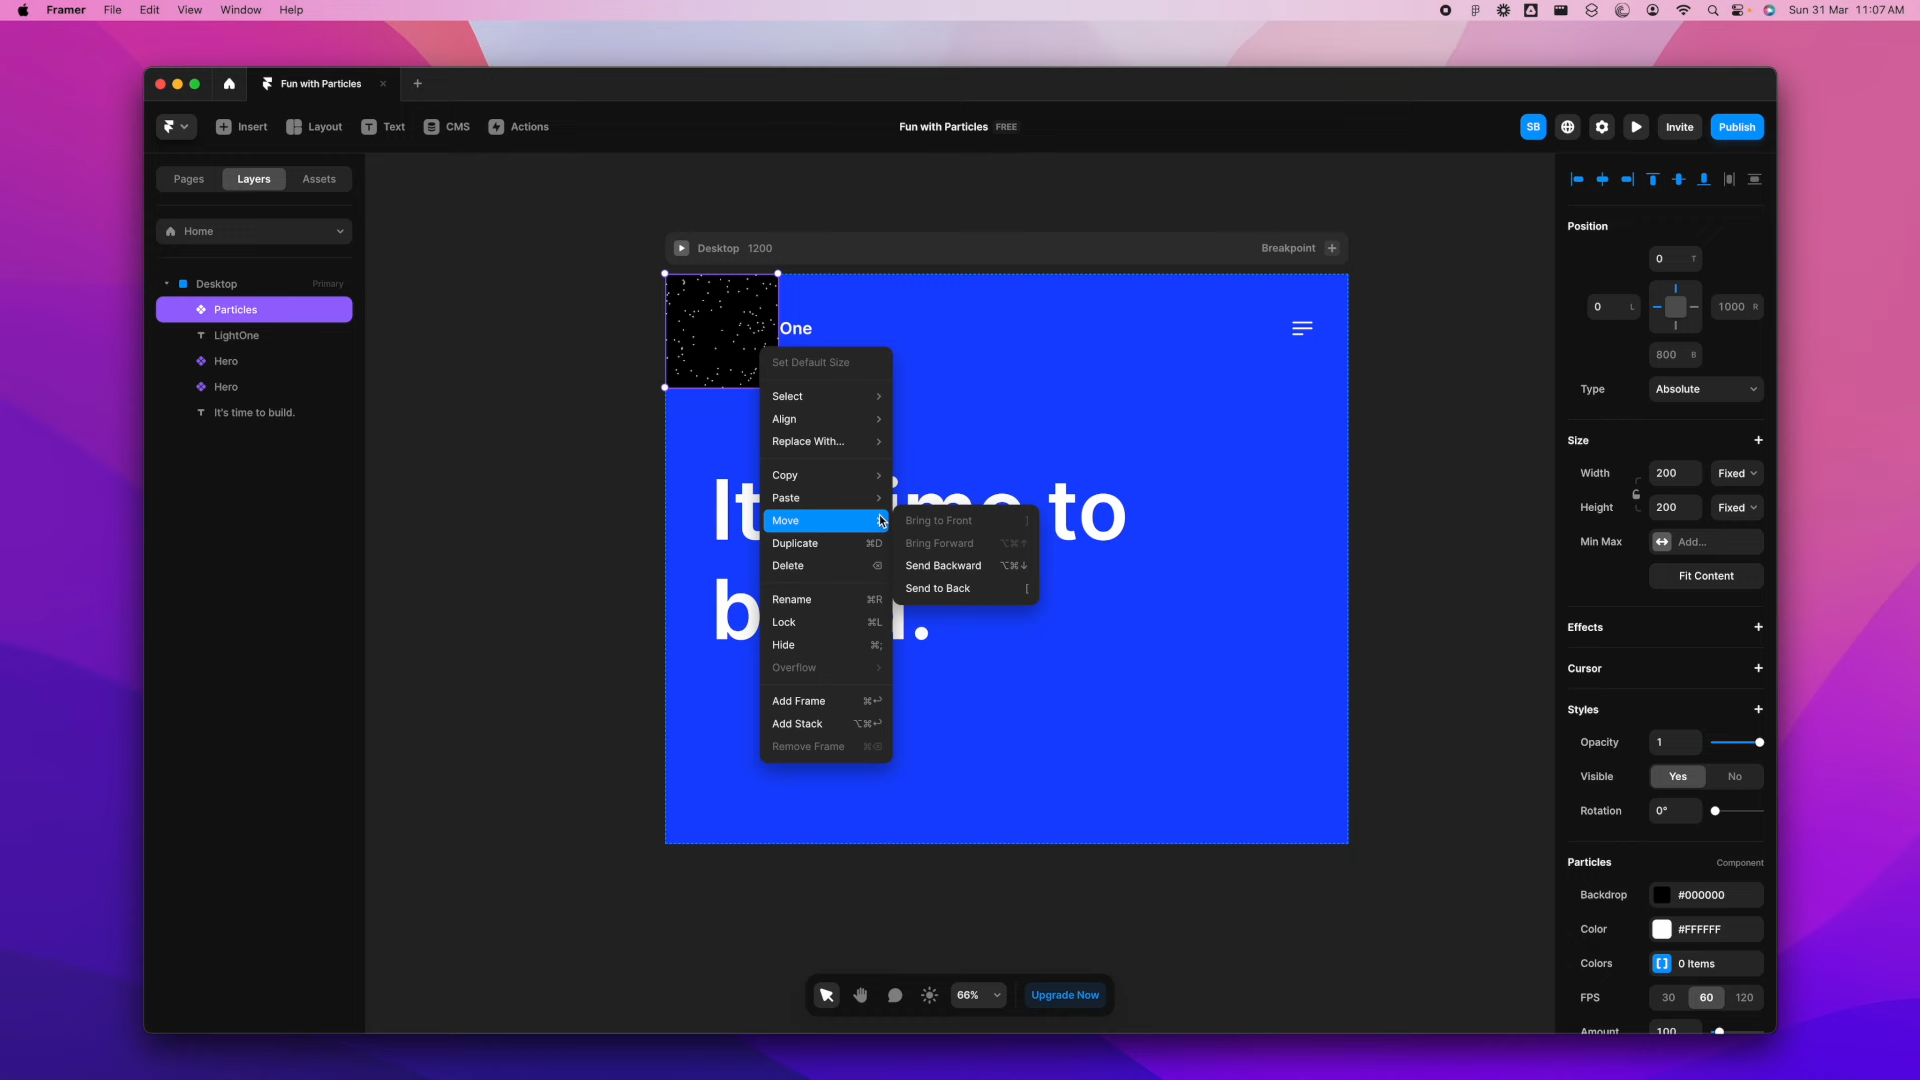 Framer File Edit View Window Help
Sun 31 Mar 11:07 AM
Fun with Particles
Insert Layout Text CMS Actions
Fun with Particles FREE
SB Invite Publish
Pages Layers Assets
Home
Desktop Primary
Particles
LightOne
Hero
Hero
It's time to build.
Desktop 1200
Breakpoint
One
to
Set Default Size
Select
Align
Replace With...
Copy
Paste
Move
Duplicate ⌘D
Delete ⌫
Rename ⌘R
Lock ⌘L
Hide ⌘;
Overflow
Add Frame ⌘↩
Add Stack ⌥⌘↩
Remove Frame ⌘⌫
Bring to Front ]
Bring Forward ⌥⌘↑
Send Backward ⌥⌘↓
Send to Back [
66% Upgrade Now
Position
0 T
0 L 1000 R
800 B
Type Absolute
Size
Width 200 Fixed
Height 200 Fixed
Min Max Add...
Fit Content
Effects
Cursor
Styles
Opacity 1
Visible Yes No
Rotation 0°
Particles Component
Backdrop #000000
Color #FFFFFF
Colors 0 Items
FPS 30 60 120
Amount 100